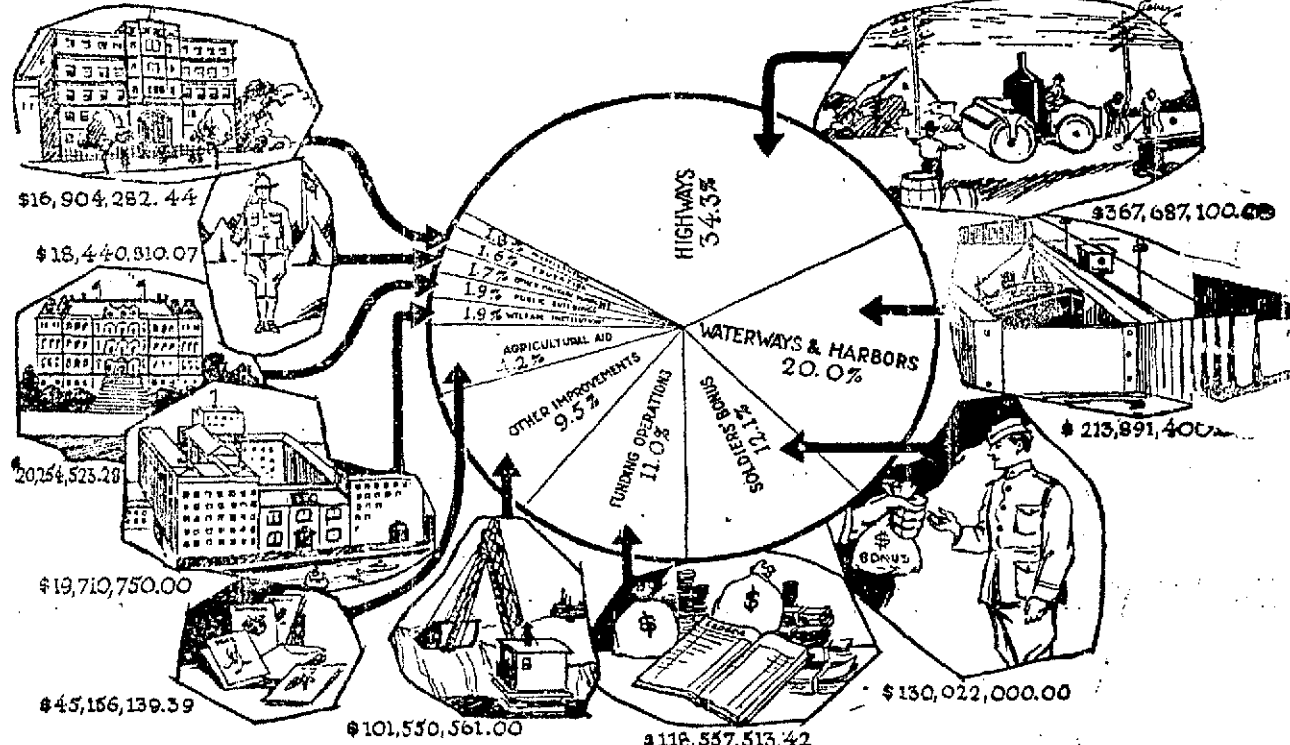 $16,904,282.44
$18,440,810.07
20,254,523.28
$19,710,750.00
$45,156,139.39
$101,550,561.00
$118,557,513.42
$130,022,000.00
$213,891,400
$367,687,100.00
HIGHWAYS
34.3%
WATERWAYS & HARBORS
20.0%
SOLDIERS' BONUS
12.1%
FUNDING OPERATIONS
11.0%
OTHER IMPROVEMENTS
9.5%
AGRICULTURAL AID
4.2%
1.9% WELFARE INSTITUTIONS
1.9% PUBLIC BUILDINGS
1.7%
1.6%
BONUS
$
$
$